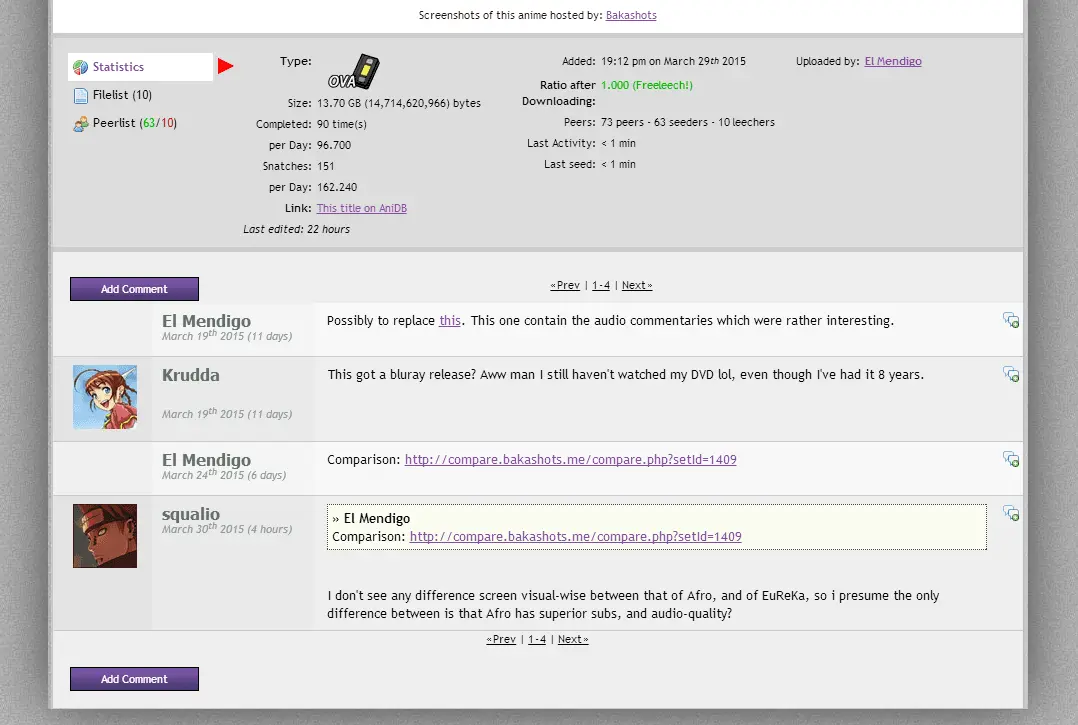 Screenshots of this anime hosted by: Bakashots
Statistics
Filelist (10)
Peerlist (63/10)
Type:
OVA
Size: 13.70 GB (14,714,620,966) bytes
Completed: 90 time(s)
per Day: 96.700
Snatches: 151
per Day: 162.240
Link: This title on AniDB
Last edited: 22 hours
Added: 19:12 pm on March 29th 2015
Ratio after Downloading: 1.000 (Freeleech!)
Peers: 73 peers - 63 seeders - 10 leechers
Last Activity: < 1 min
Last seed: < 1 min
Uploaded by: El Mendigo
Add Comment
«Prev | 1-4 | Next»
El Mendigo
March 19th 2015 (11 days)
Possibly to replace this. This one contain the audio commentaries which were rather interesting.
Krudda
March 19th 2015 (11 days)
This got a bluray release? Aww man I still haven't watched my DVD lol, even though I've had it 8 years.
El Mendigo
March 24th 2015 (6 days)
Comparison: http://compare.bakashots.me/compare.php?setId=1409
squalio
March 30th 2015 (4 hours)
» El Mendigo
Comparison: http://compare.bakashots.me/compare.php?setId=1409
I don't see any difference screen visual-wise between that of Afro, and of EuReKa, so i presume the only
difference between is that Afro has superior subs, and audio-quality?
«Prev | 1-4 | Next»
Add Comment